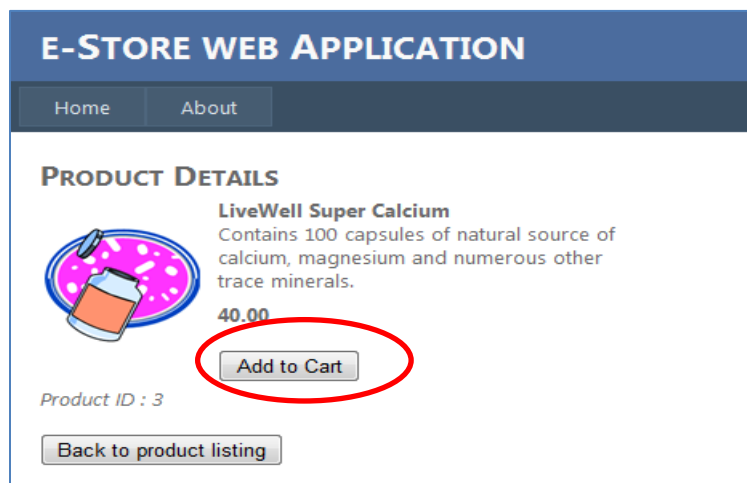 E-STORE WEB APPLICATION
Home About
PRODUCT DETAILS
LiveWell Super Calcium
Contains 100 capsules of natural source of
calcium, magnesium and numerous other
trace minerals.
40.00
Add to Cart
Product ID : 3
Back to product listing